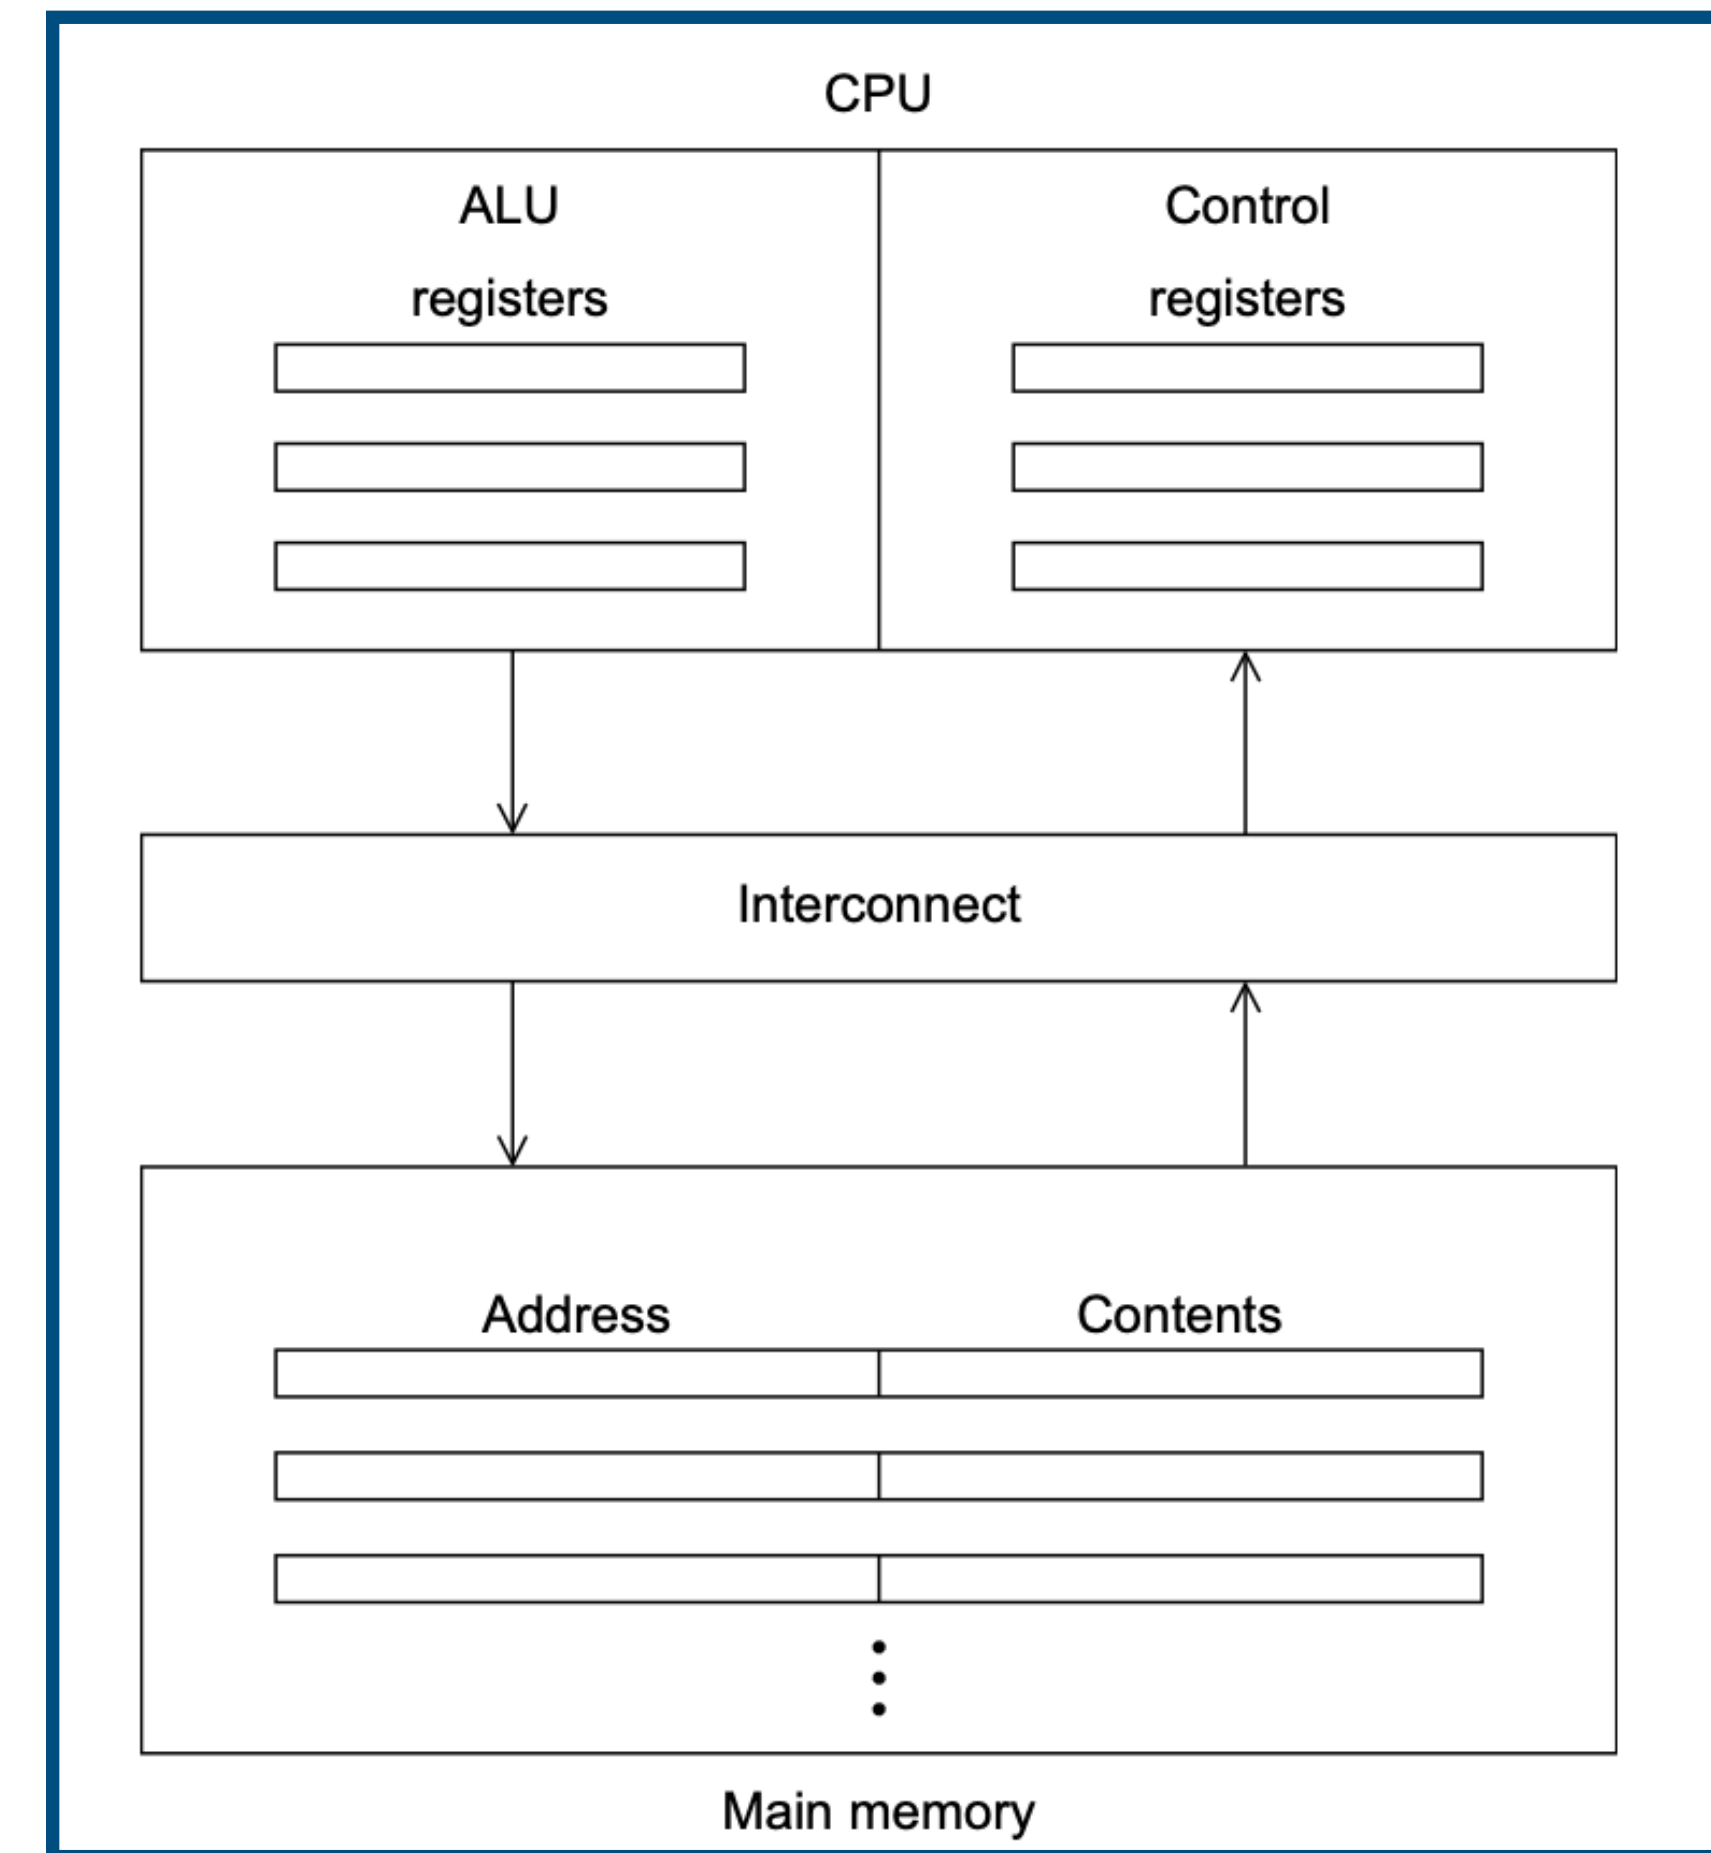 CPU
ALU
Control
registers
registers
Interconnect
Address
Contents
Main memory